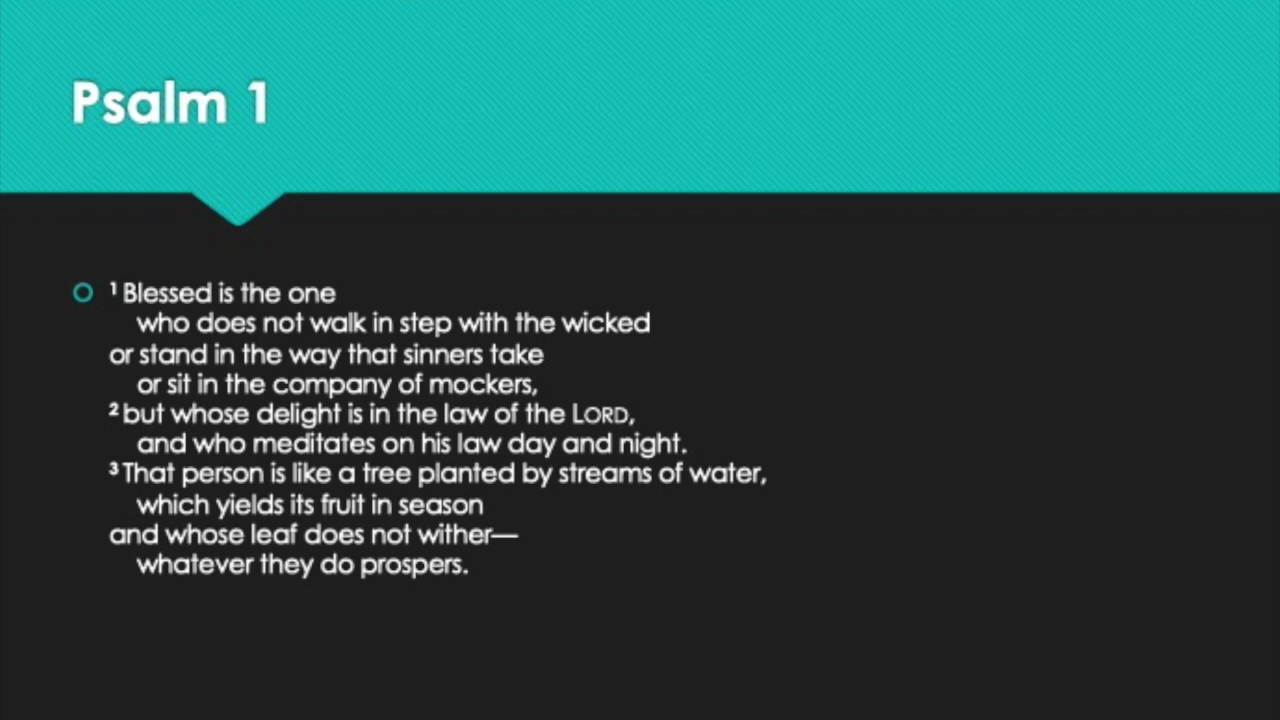 Psalm 1
¹ Blessed is the one
who does not walk in step with the wicked
or stand in the way that sinners take
or sit in the company of mockers,
² but whose delight is in the law of the LORD,
and who meditates on his law day and night.
³ That person is like a tree planted by streams of water,
which yields its fruit in season
and whose leaf does not wither—
whatever they do prospers.